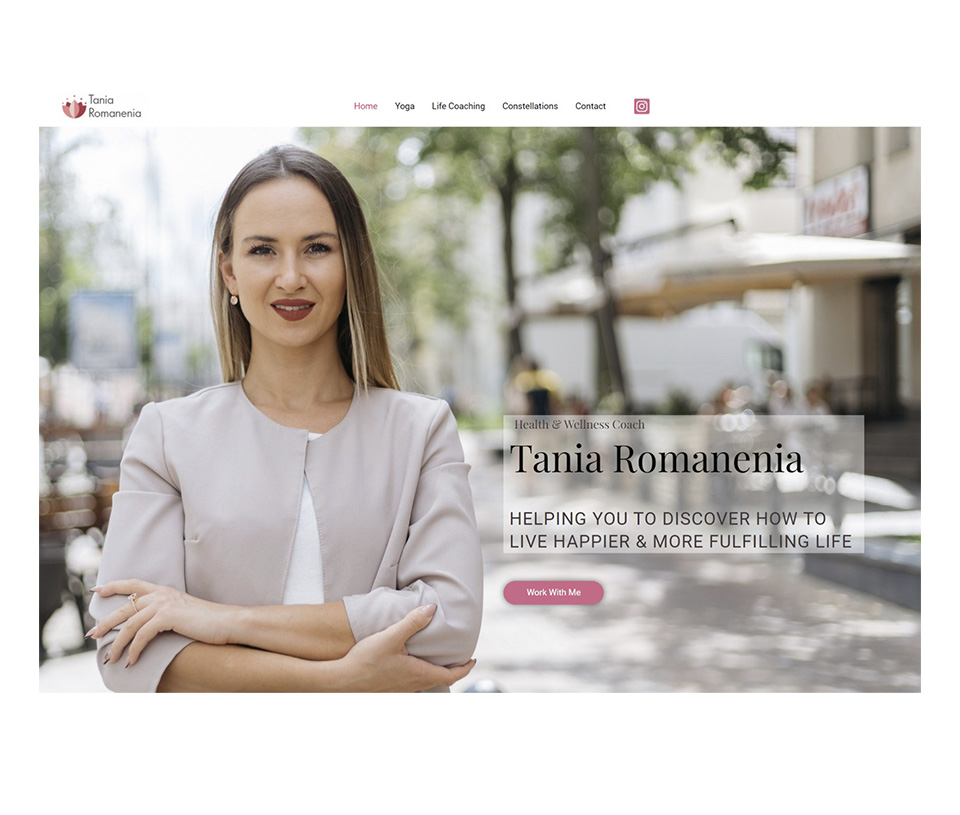 Tania
Romanenia
Home Yoga Life Coaching Constellations Contact
Health & Wellness Coach
Tania Romanenia
HELPING YOU TO DISCOVER HOW TO
LIVE HAPPIER & MORE FULFILLING LIFE
Work With Me